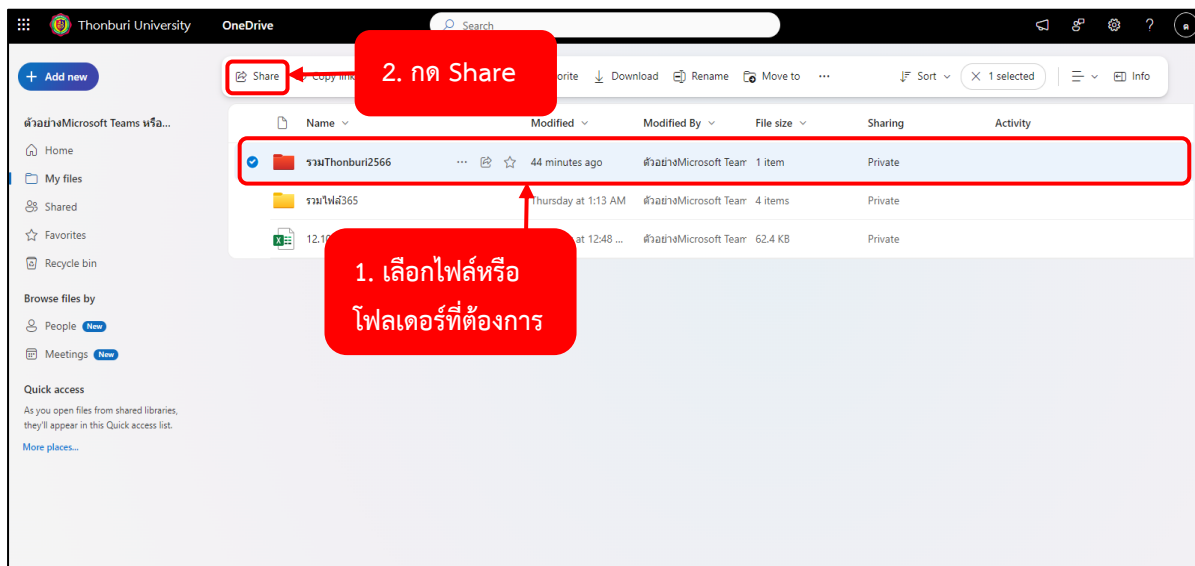 Thonburi University
OneDrive
Search
Add new
Share
Copy link
Download
Rename
Move to
Sort
1 selected
Info
2. กด Share
ตัวอย่างMicrosoft Teams หรือ...
Home
My files
Shared
Favorites
Recycle bin
Browse files by
People New
Meetings New
Quick access
As you open files from shared libraries,
they'll appear in this Quick access list.
More places...
Name Modified Modified By File size Sharing Activity
รวมThonburi2566 44 minutes ago ตัวอย่างMicrosoft Team 1 item Private
รวมไฟล์365 Thursday at 1:13 AM ตัวอย่างMicrosoft Team 4 items Private
at 12:48 ... ตัวอย่างMicrosoft Team 62.4 KB Private
1. เลือกไฟล์หรือ
โฟลเดอร์ที่ต้องการ